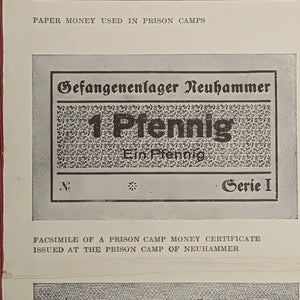 PAPER MONEY USED IN PRISON CAMPS
Gefangenenlager Neuhammer
1 Pfennig
Ein Pfennig
№ * Serie I
FACSIMILE OF A PRISON CAMP MONEY CERTIFICATE
ISSUED AT THE PRISON CAMP OF NEUHAMMER